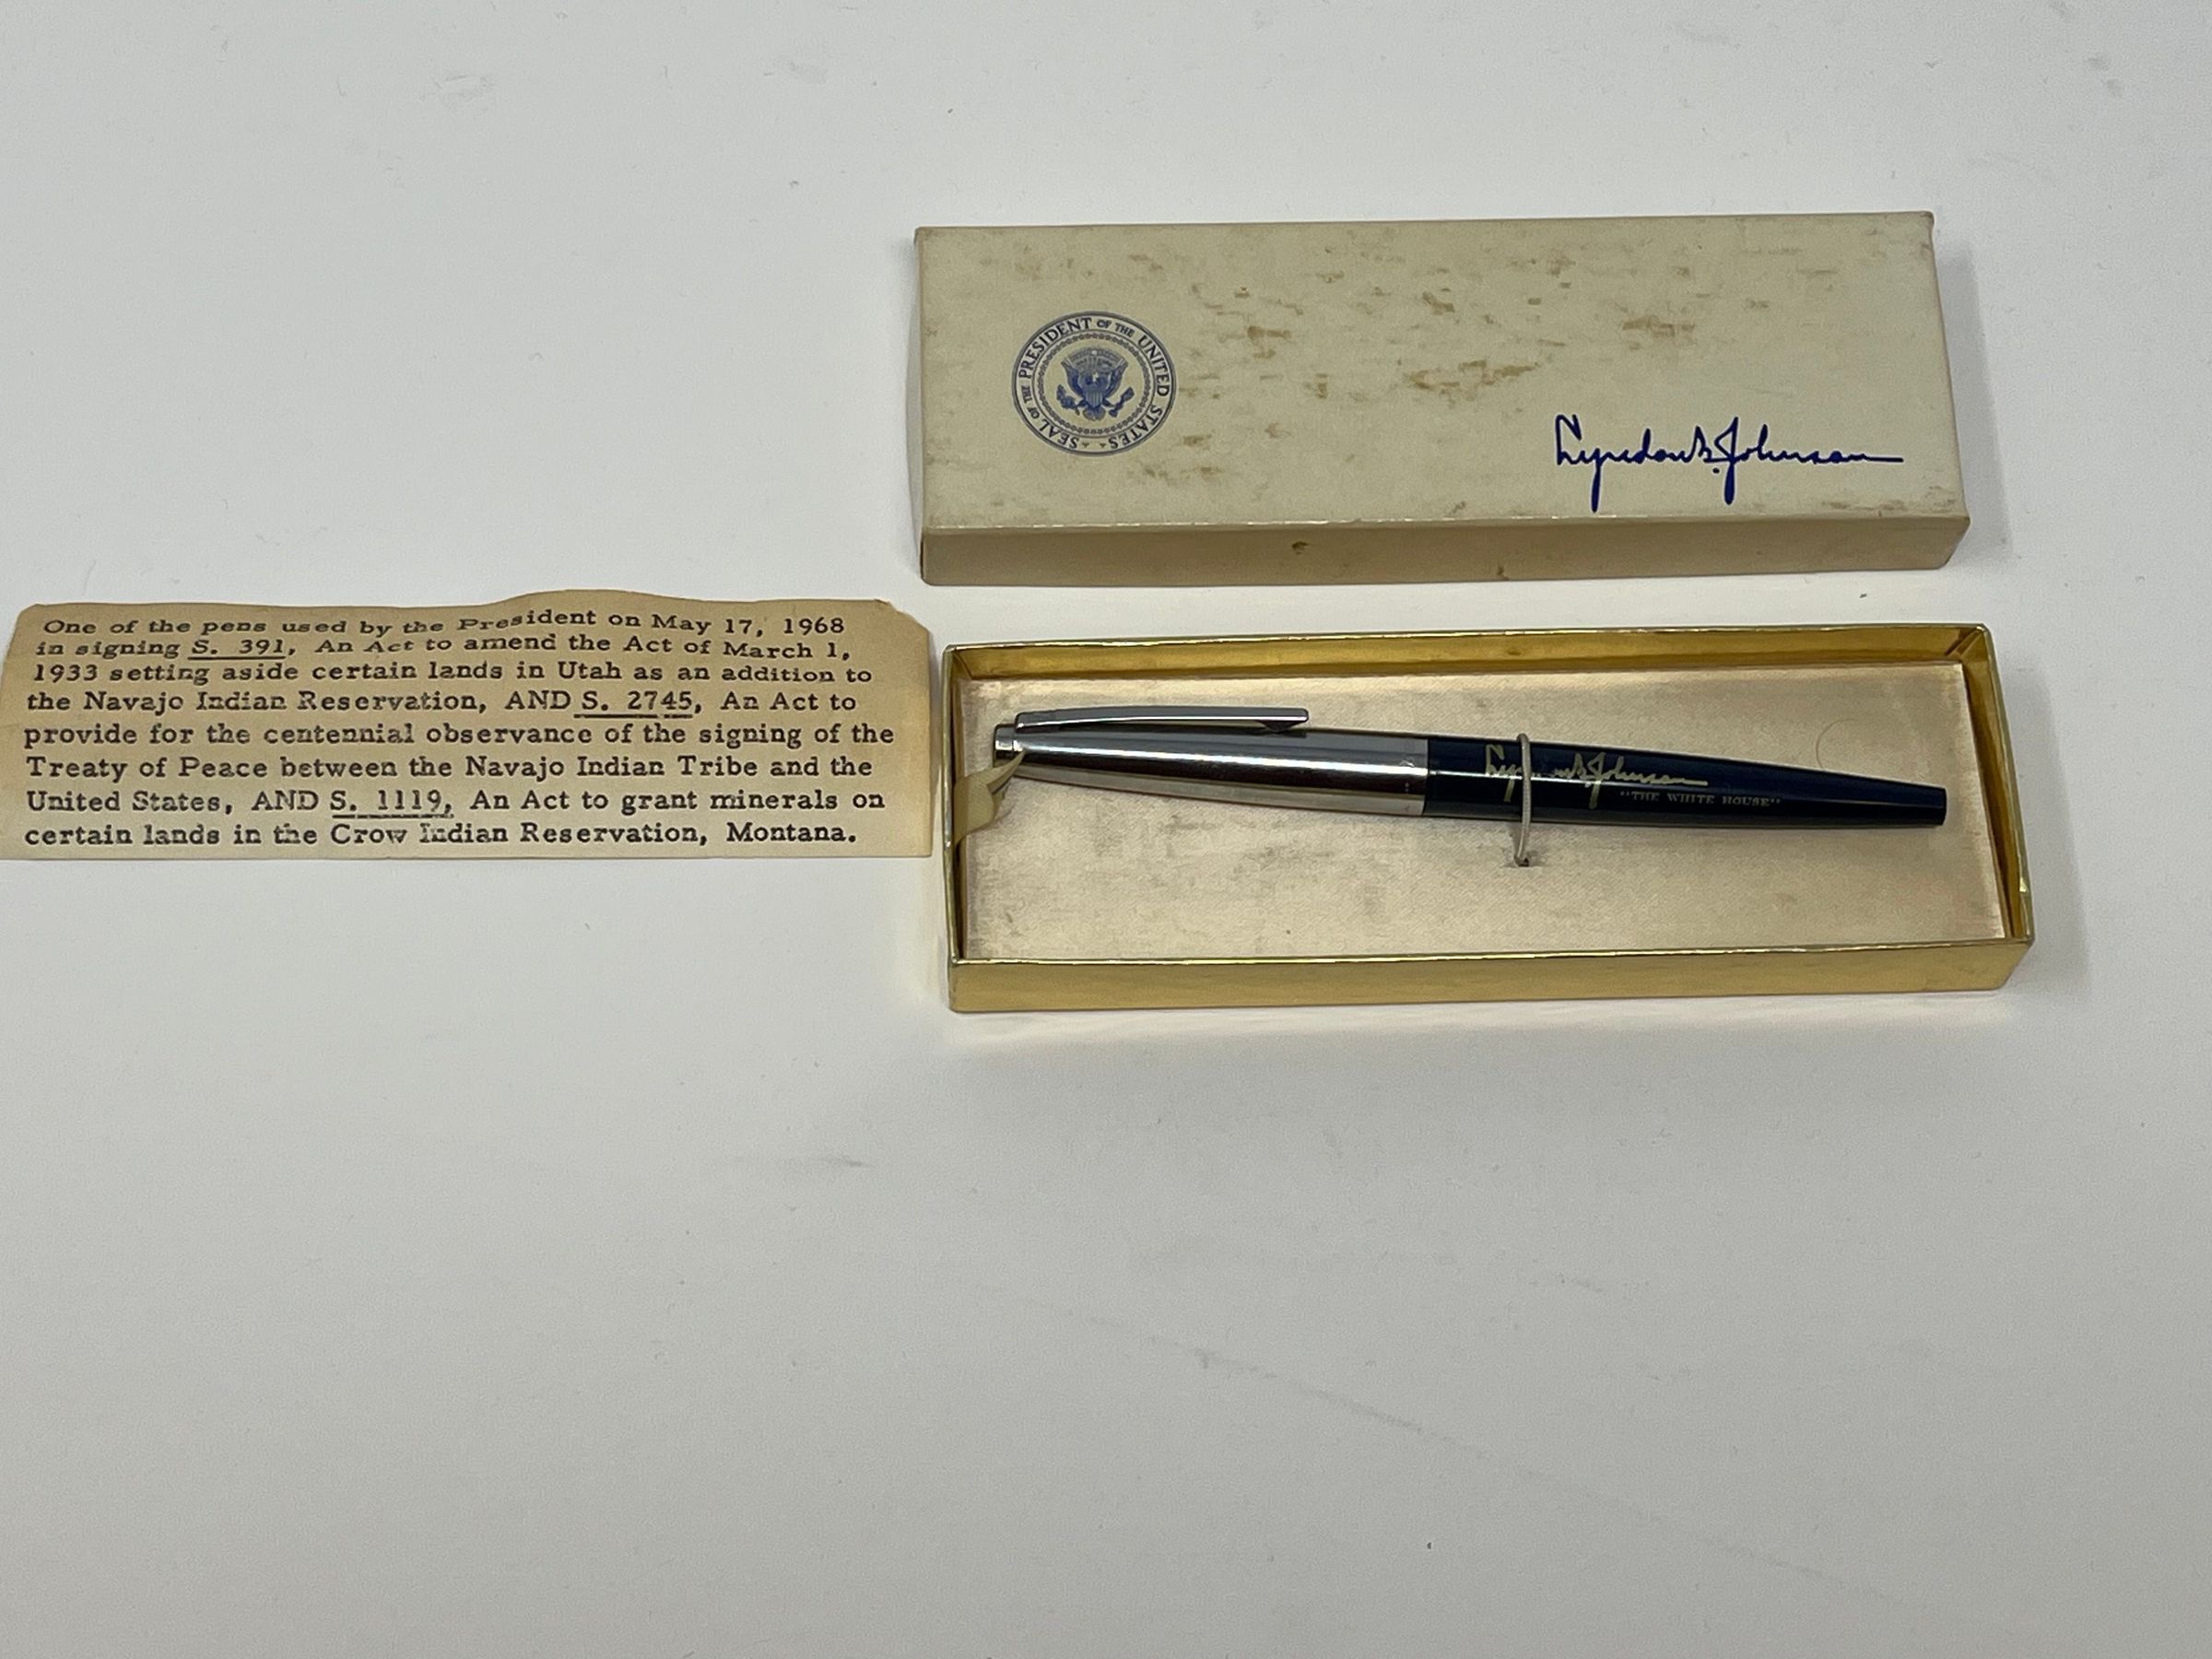 SEAL OF THE PRESIDENT OF THE UNITED STATES
Lyndon B. Johnson
One of the pens used by the President on May 17, 1968
in signing S. 391, An Act to amend the Act of March 1,
1933 setting aside certain lands in Utah as an addition to
the Navajo Indian Reservation, AND S. 2745, An Act to
provide for the centennial observance of the signing of the
Treaty of Peace between the Navajo Indian Tribe and the
United States, AND S. 1119, An Act to grant minerals on
certain lands in the Crow Indian Reservation, Montana.
Lyndon B. Johnson
"THE WHITE HOUSE"